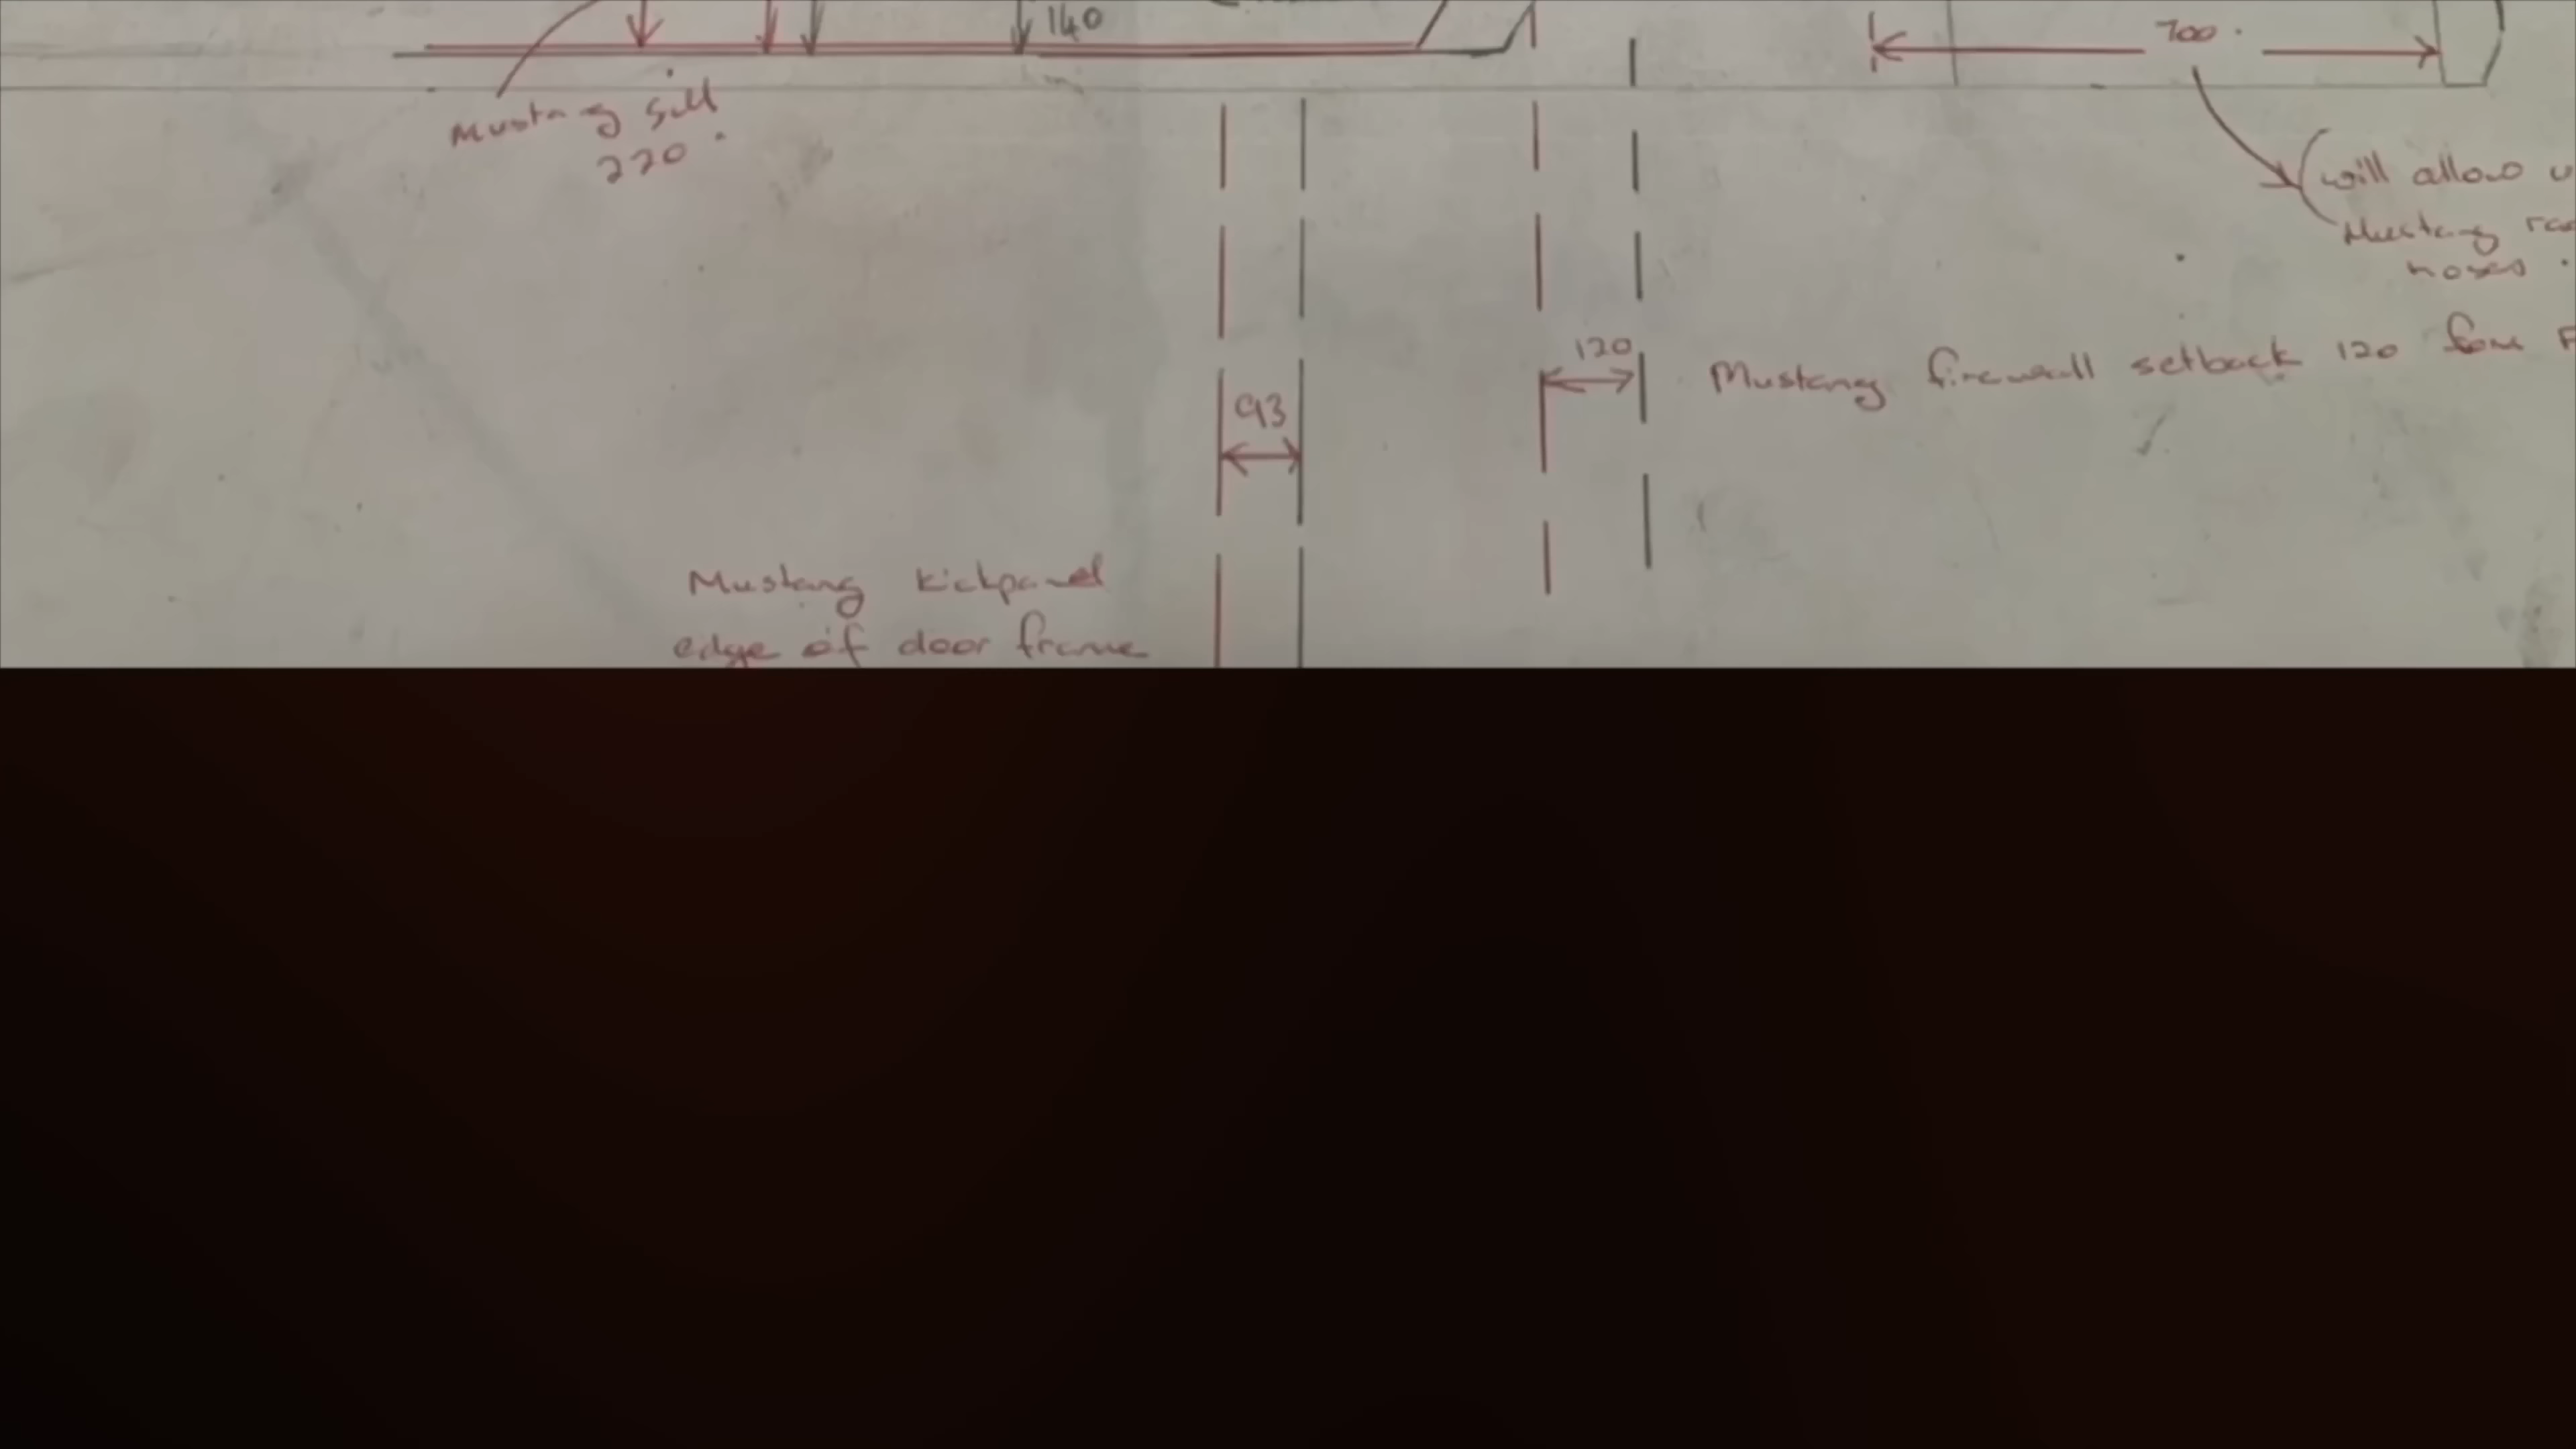 140
700
Mustang sill
220
will allow
Mustang
hoses
120
Mustang firewall setback 120 from
93
Mustang kickpanel
edge of door frame